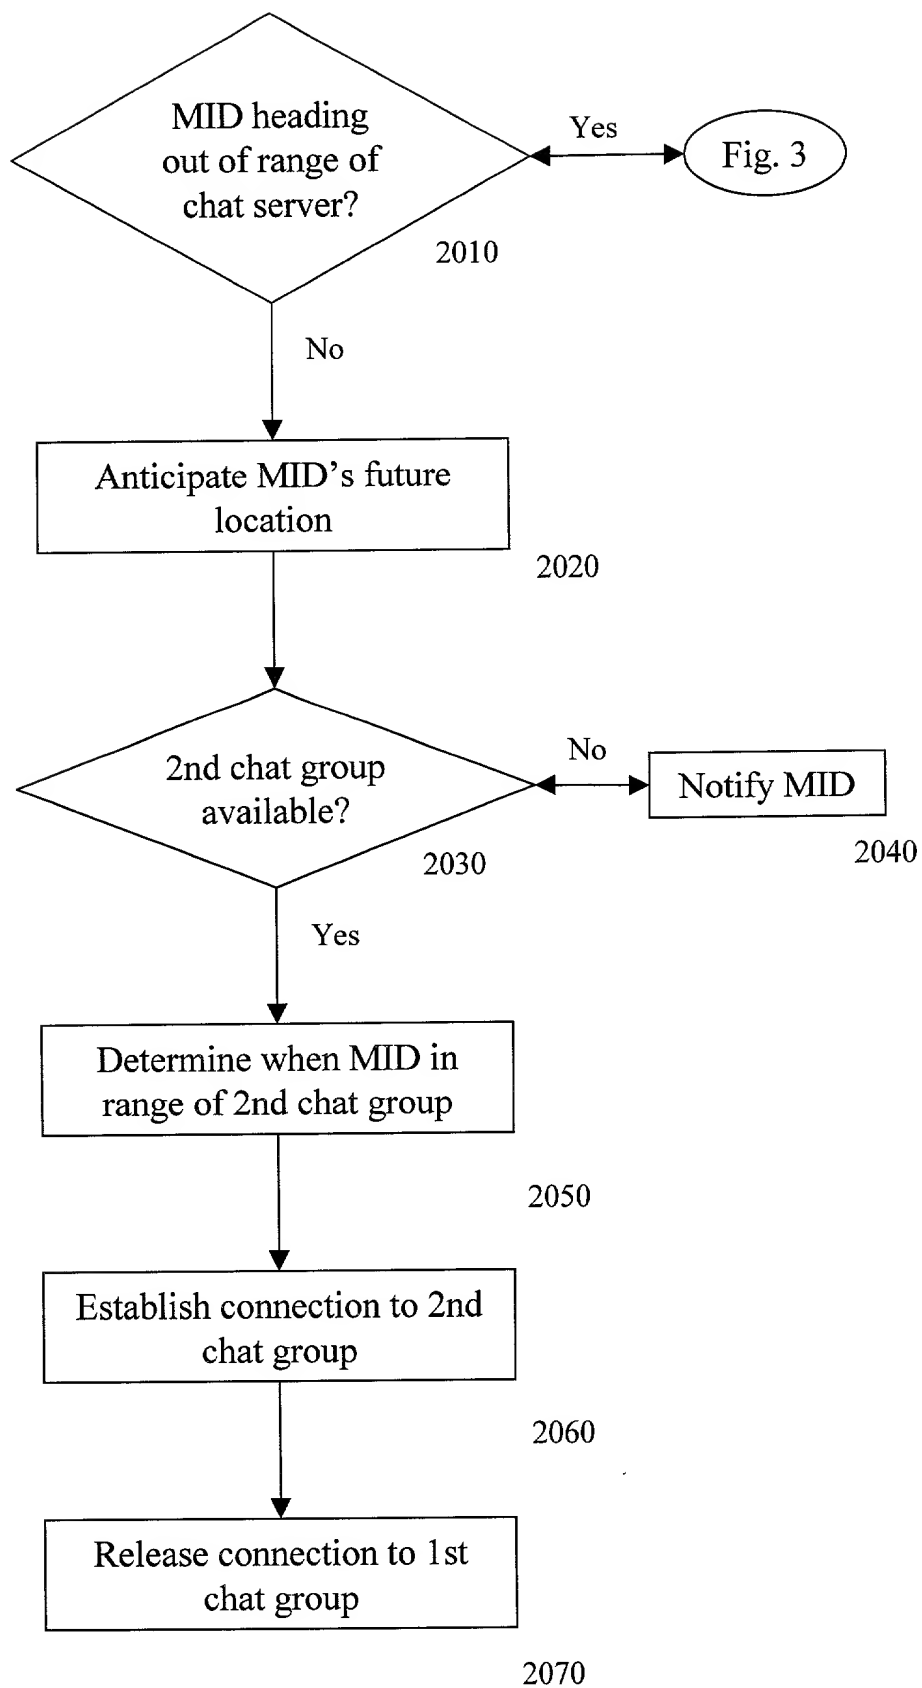 MID heading
out of range of
chat server?
Yes
Fig. 3
2010
No
Anticipate MID's future
location
2020
2nd chat group
available?
No
Notify MID
2030
2040
Yes
Determine when MID in
range of 2nd chat group
2050
Establish connection to 2nd
chat group
2060
Release connection to 1st
chat group
2070